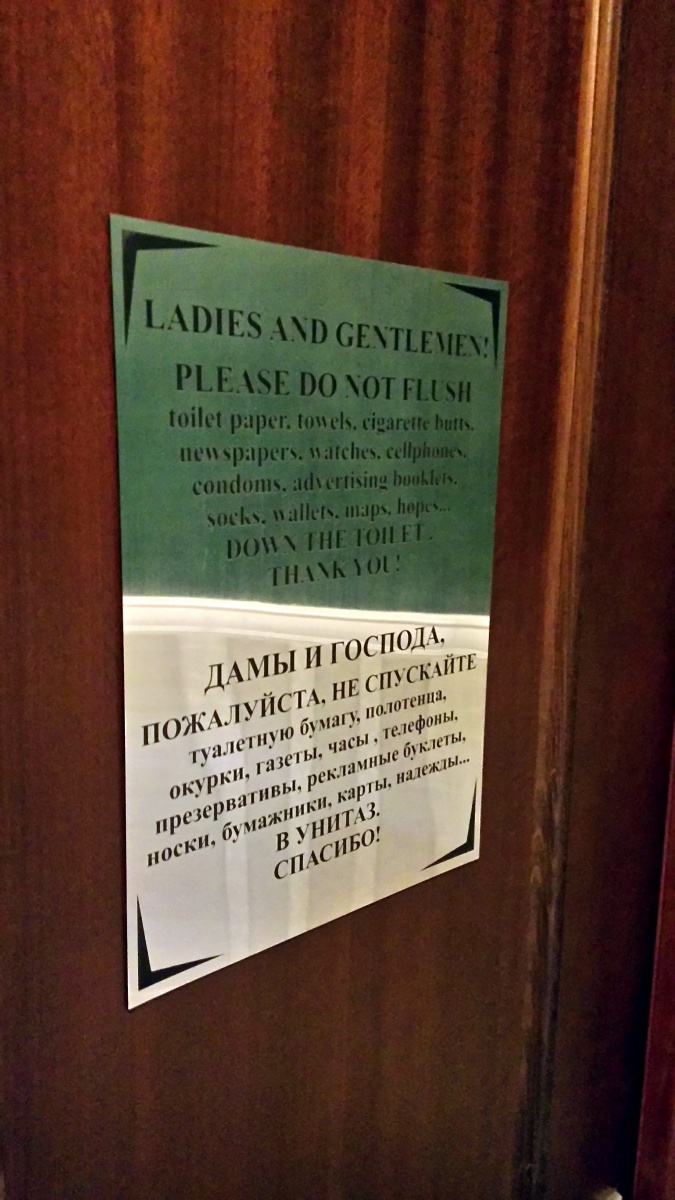 LADIES AND GENTLEMEN!
PLEASE DO NOT FLUSH
toilet paper, towels, cigarette butts,
newspapers, watches, cellphones,
condoms, advertising booklets,
socks, wallets, maps, hopes...
DOWN THE TOILET .
THANK YOU!
ДАМЫ И ГОСПОДА,
ПОЖАЛУЙСТА, НЕ СПУСКАЙТЕ
туалетную бумагу, полотенца,
окурки, газеты, часы , телефоны,
презервативы, рекламные буклеты,
носки, бумажники, карты, надежды...
В УНИТАЗ.
СПАСИБО!